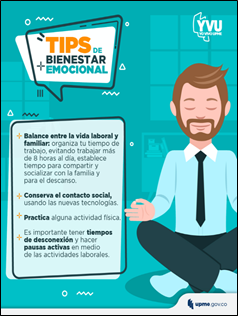 YVU
TIPS DE
BIENESTAR
EMOCIONAL
Balance entre la vida laboral y
familiar: organiza tu tiempo de
trabajo, evitando trabajar más
de 8 horas al día, establece
tiempo para compartir y
socializar con la familia y
para el descanso.
Conserva el contacto social,
usando las nuevas tecnologías.
Practica alguna actividad física.
Es importante tener tiempos
de desconexión y hacer
pausas activas en medio
de las actividades laborales.
upme.gov.co